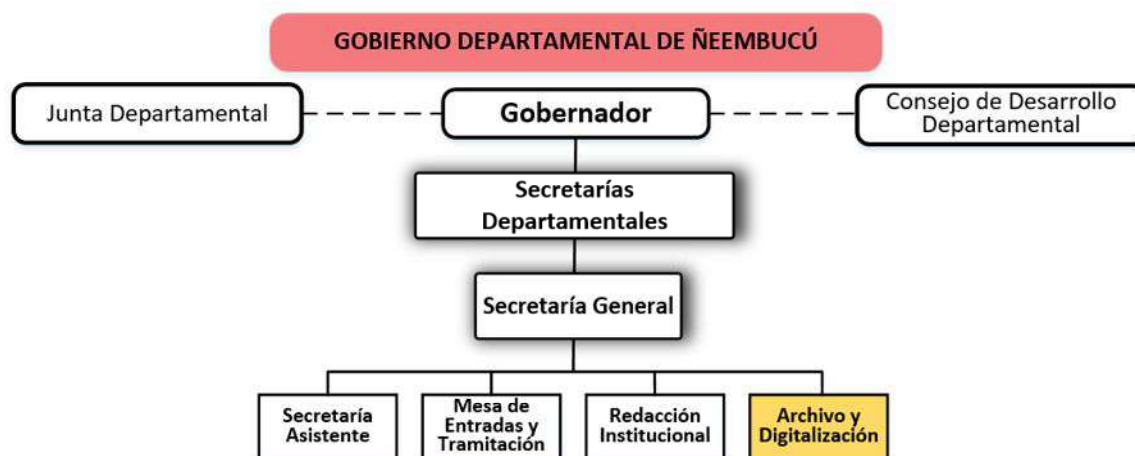 GOBIERNO DEPARTAMENTAL DE ÑEEMBUCÚ
Junta Departamental
Gobernador
Consejo de Desarrollo
Departamental
Secretarías
Departamentales
Secretaría General
Secretaría
Asistente
Mesa de
Entradas y
Tramitación
Redacción
Institucional
Archivo y
Digitalización